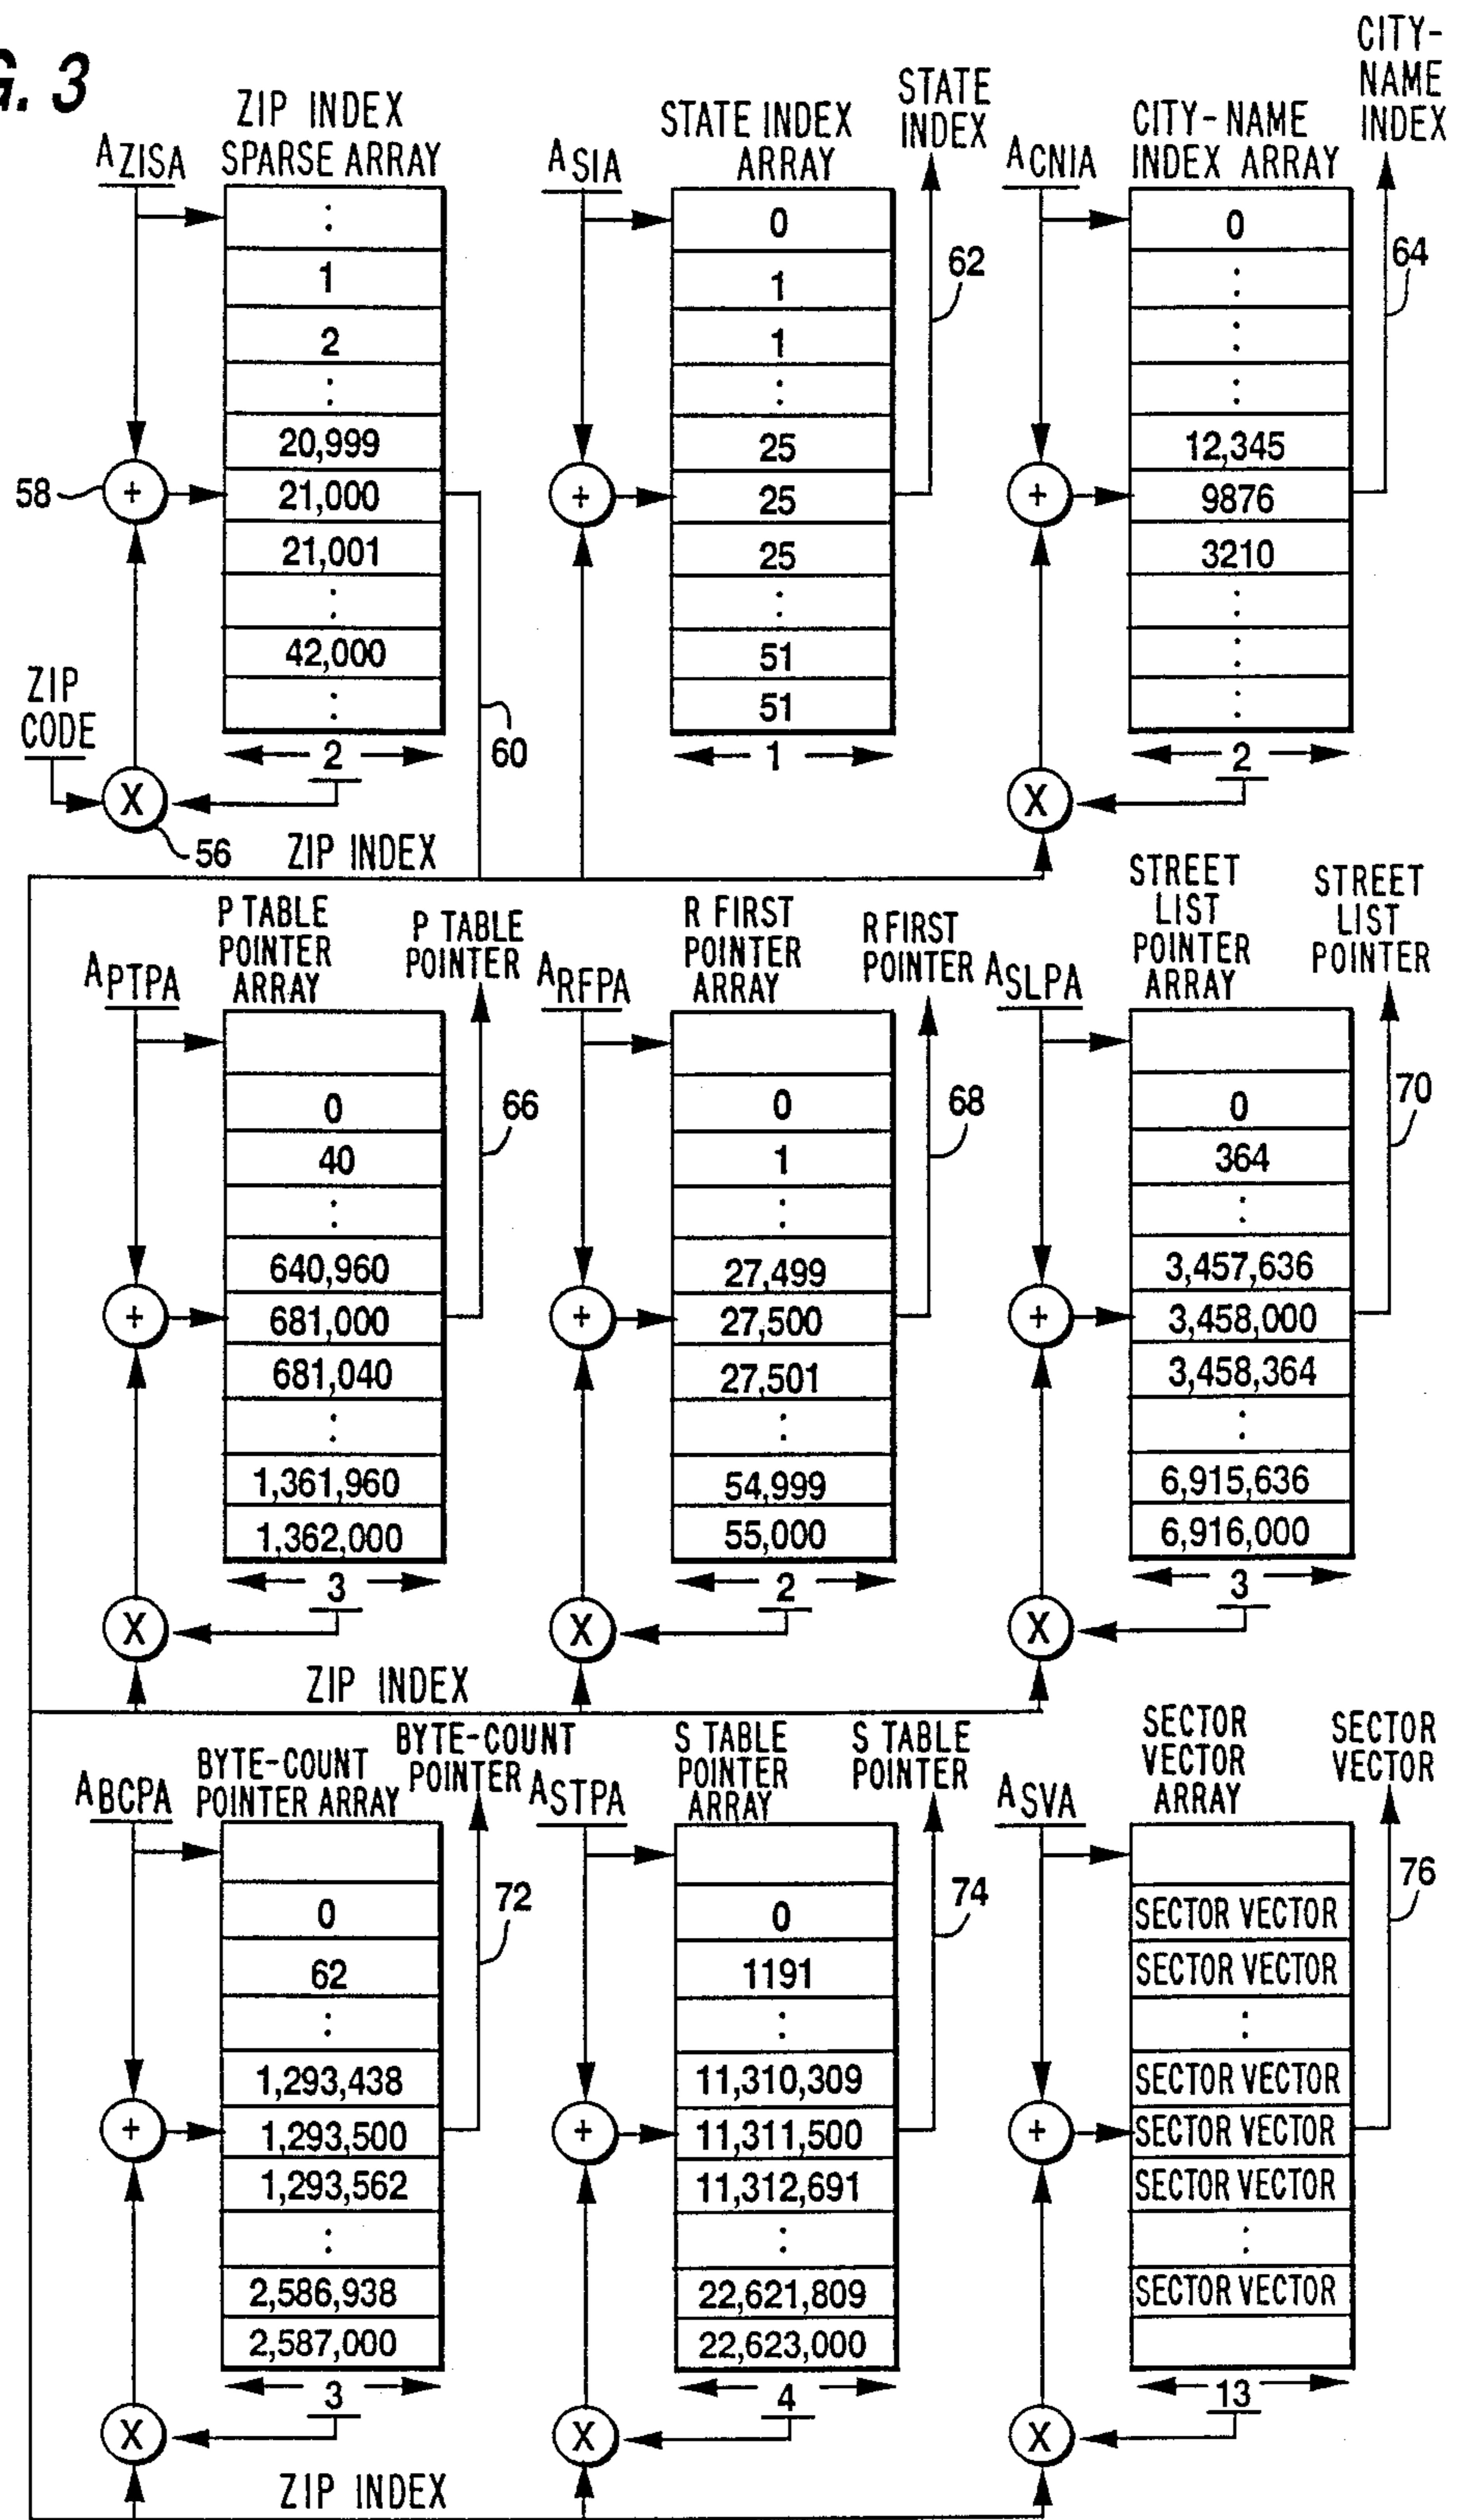 G. 3
A ZISA
ZIP INDEX
SPARSE ARRAY
:
1
2
:
20,999
21,000
21,001
:
42,000
:
2
58
+
ZIP
CODE
X
56
60
ZIP INDEX
A SIA
STATE INDEX
ARRAY
STATE
INDEX
0
1
1
:
25
25
25
:
51
51
1
+
62
A CNIA
CITY-NAME
INDEX ARRAY
CITY-
NAME
INDEX
0
:
:
:
12,345
9876
3210
:
:
:
2
+
X
64
A PTPA
P TABLE
POINTER
ARRAY
P TABLE
POINTER
0
40
:
640,960
681,000
681,040
:
1,361,960
1,362,000
3
+
X
66
A RFPA
R FIRST
POINTER
ARRAY
R FIRST
POINTER
0
1
:
27,499
27,500
27,501
:
54,999
55,000
2
+
X
68
A SLPA
STREET
LIST
POINTER
ARRAY
STREET
LIST
POINTER
0
364
:
3,457,636
3,458,000
3,458,364
:
6,915,636
6,916,000
3
+
X
70
ZIP INDEX
A BCPA
BYTE-COUNT
POINTER ARRAY
BYTE-COUNT
POINTER
0
62
:
1,293,438
1,293,500
1,293,562
:
2,586,938
2,587,000
3
+
X
72
A STPA
S TABLE
POINTER
ARRAY
S TABLE
POINTER
0
1191
:
11,310,309
11,311,500
11,312,691
:
22,621,809
22,623,000
4
+
X
74
A SVA
SECTOR
VECTOR
ARRAY
SECTOR
VECTOR
SECTOR VECTOR
SECTOR VECTOR
:
SECTOR VECTOR
SECTOR VECTOR
SECTOR VECTOR
:
SECTOR VECTOR
13
+
X
76
ZIP INDEX